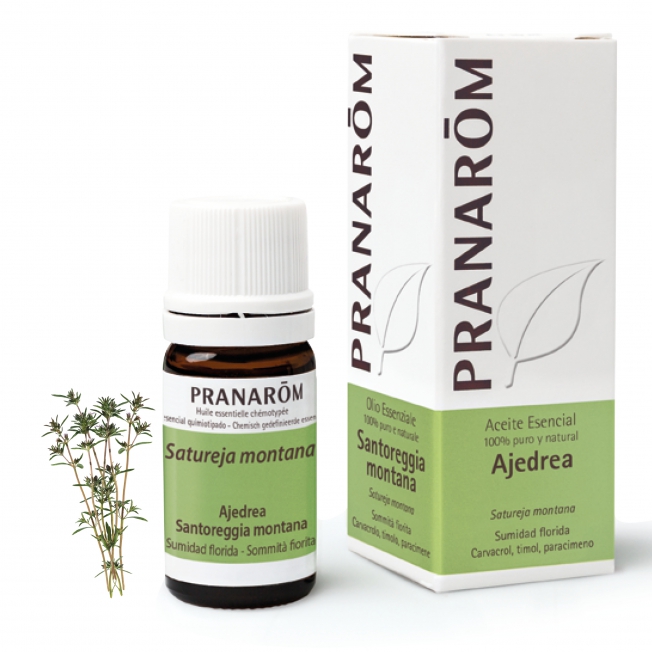 PRANARŌM
Huile essentielle chémotypée
esencial quimiotipado - Chemisch gedefinieerde
Satureja montana
Ajedrea
Santoreggia montana
Sumidad florida - Sommità fiorita
PRANARŌM
Olio Essenziale
100% puro e naturale
Santoreggia
montana
Satureja montana
Sommità fiorita
Carvacrolo, timolo, paracimene
PRANARŌM
Aceite Esencial
100% puro y natural
Ajedrea
Satureja montana
Sumidad florida
Carvacrol, timol, paracimeno